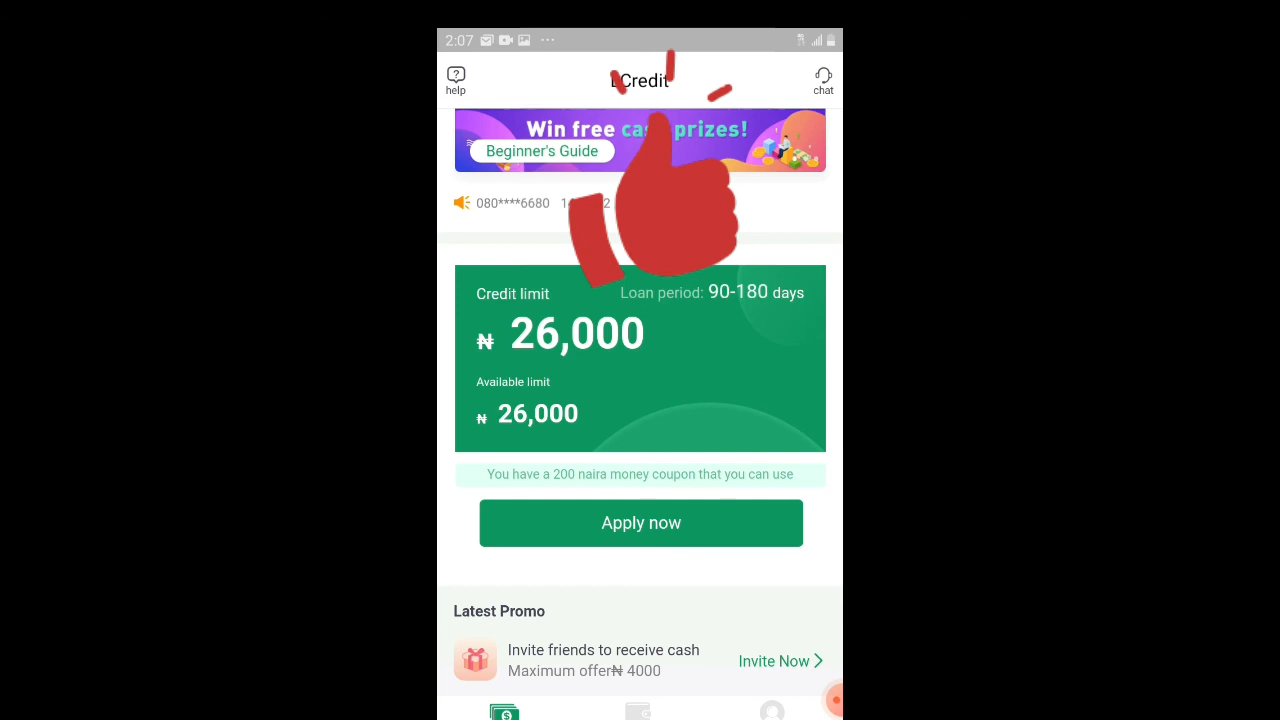 2:07
help
Credit
chat
Win free prizes!
Beginner's Guide
080****6680
Credit limit
Loan period: 90-180 days
₦ 26,000
Available limit
₦ 26,000
You have a 200 naira money coupon that you can use
Apply now
Latest Promo
Invite friends to receive cash
Maximum offer₦ 4000
Invite Now